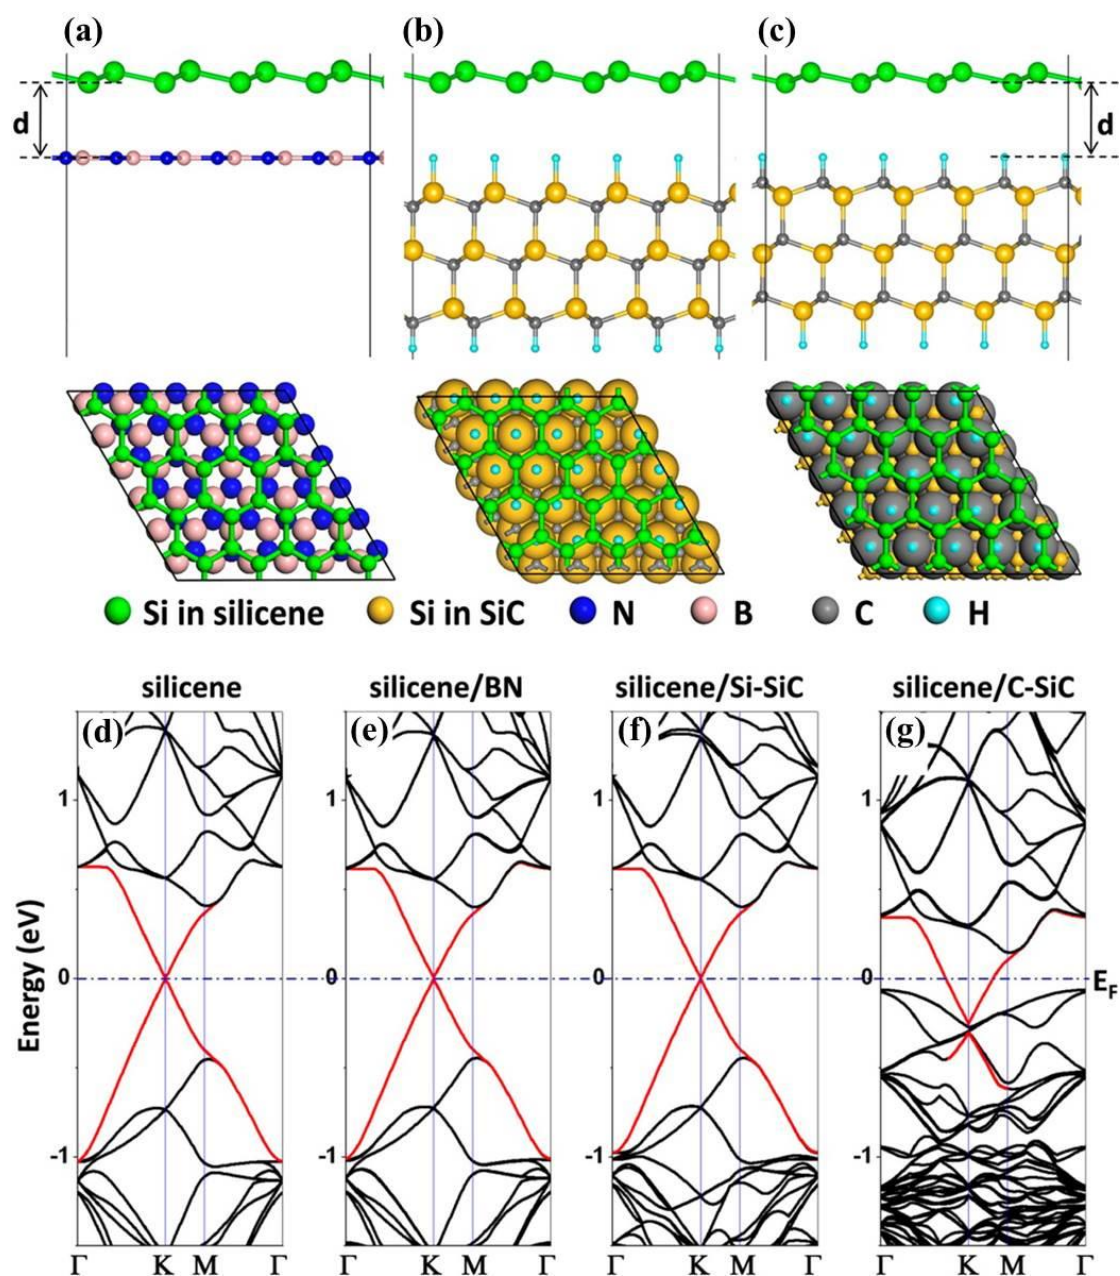 (a) (b) (c)
d d
Si in silicene Si in SiC N B C H
silicene silicene/BN silicene/Si-SiC silicene/C-SiC
(d) (e) (f) (g)
1 1 1 1
Energy (eV)
0 0 0 0 E_F
-1 -1 -1 -1
Γ K M Γ Γ K M Γ Γ K M Γ Γ K M Γ